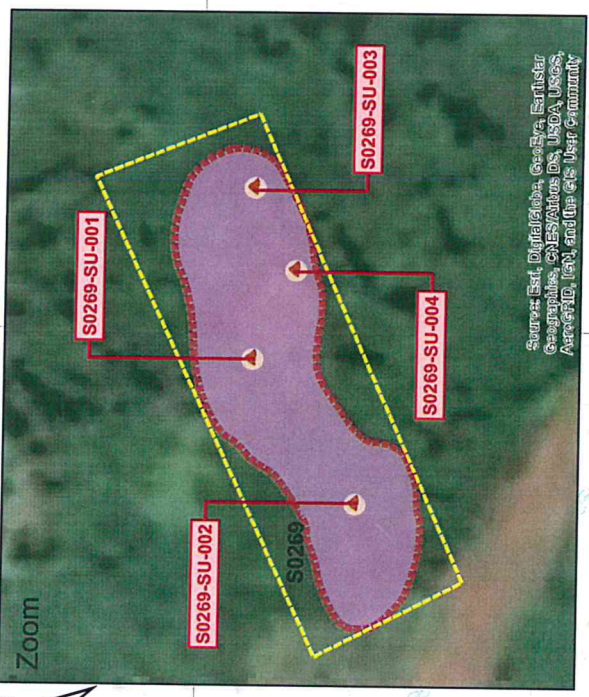 Zoom
S0269-SU-002
S0269-SU-001
S0269
S0269-SU-004
S0269-SU-003
Source: Esri, DigitalGlobe, GeoEye, Earthstar
Geographics, CNES/Airbus DS, USDA, USGS,
AeroGRID, IGN, and the GIS User Community